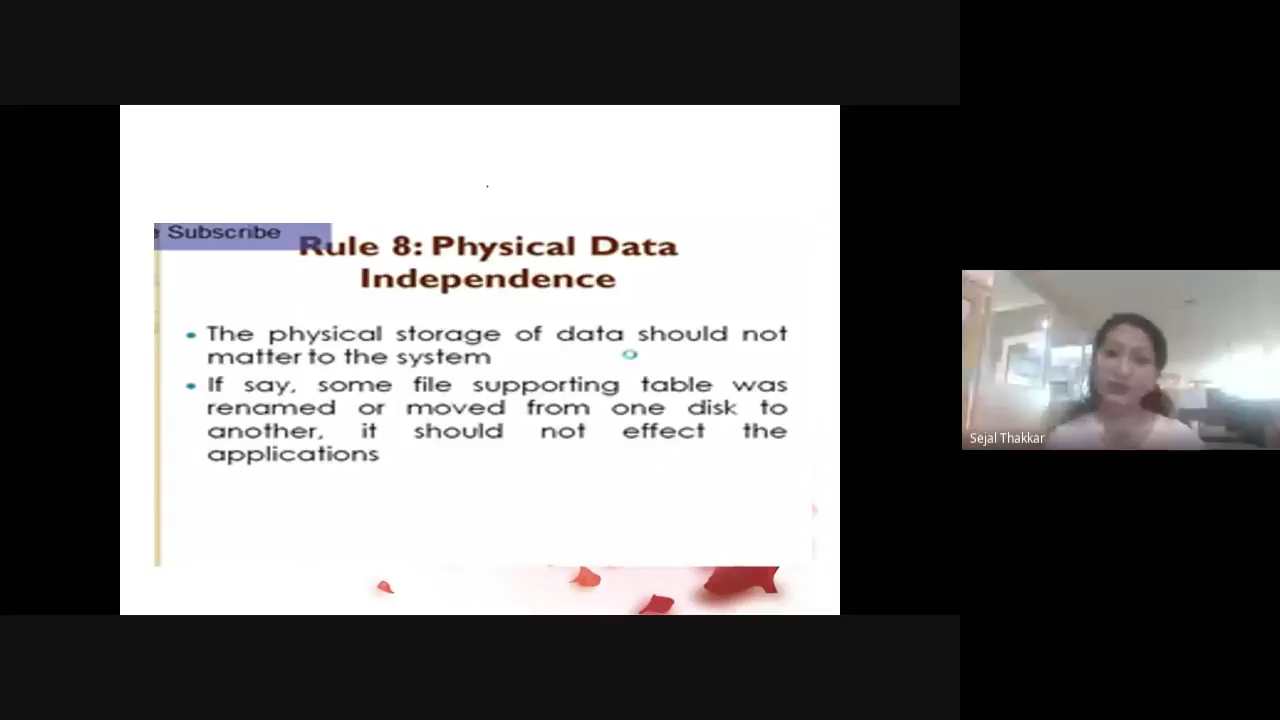 e Subscribe
Rule 8: Physical Data
Independence
• The physical storage of data should not
matter to the system
• If say, some file supporting table was
renamed or moved from one disk to
another, it should not effect the
applications
Sejal Thakkar